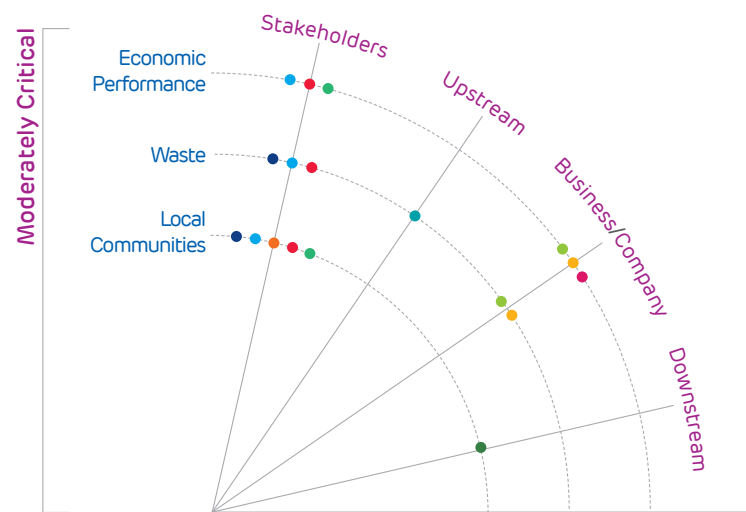 Moderately Critical
Stakeholders
Upstream
Business/Company
Downstream
Economic
Performance
Waste
Local
Communities